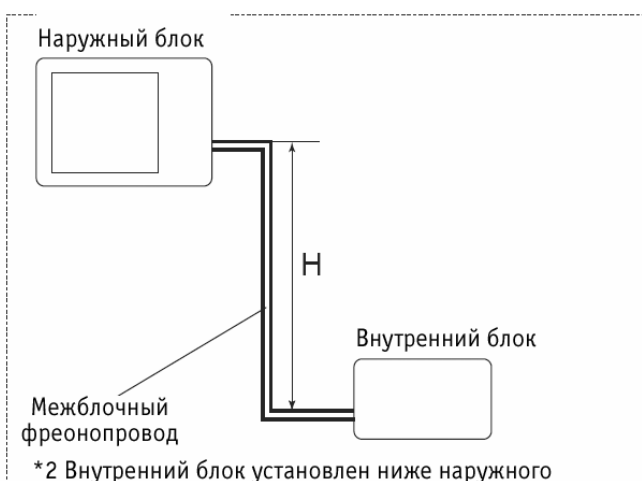 Наружный блок
H
Внутренний блок
Межблочный
фреонопровод
*2 Внутренний блок установлен ниже наружного